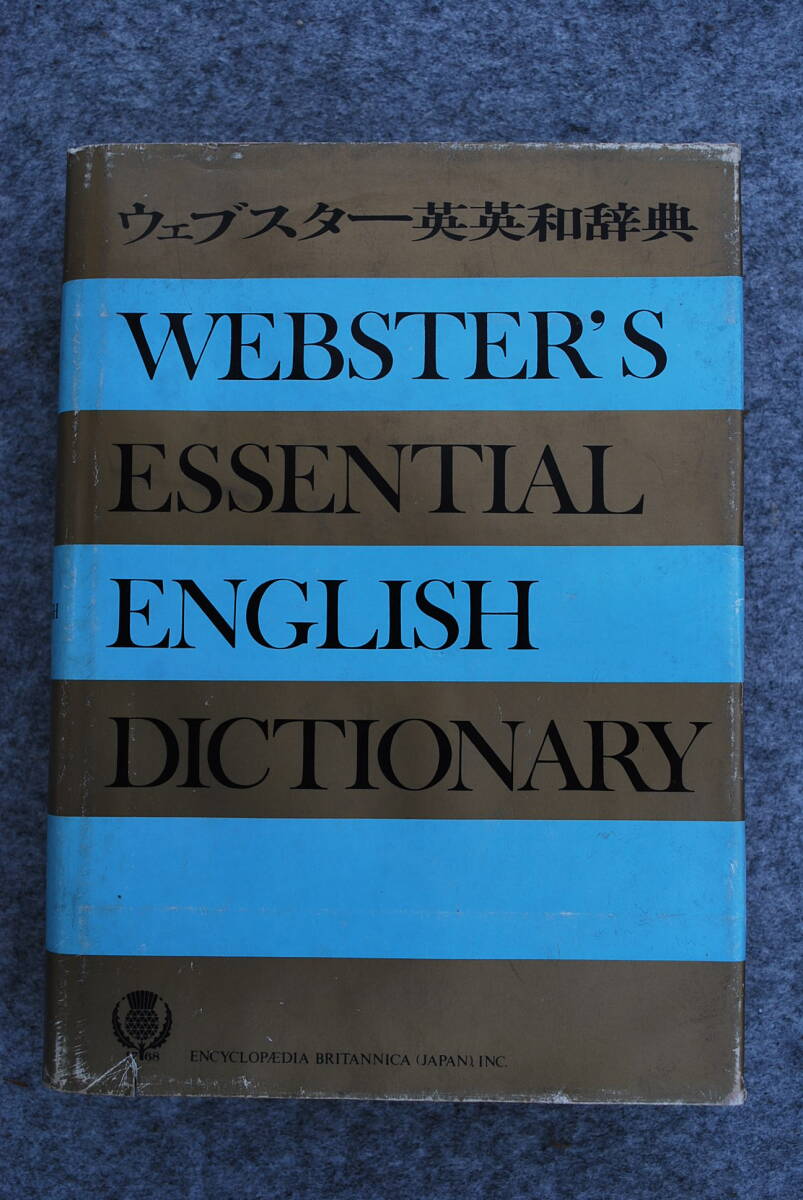 ウェブスター英英和辞典
WEBSTER'S
ESSENTIAL
ENGLISH
DICTIONARY
68
ENCYCLOPÆDIA BRITANNICA (JAPAN), INC.
H